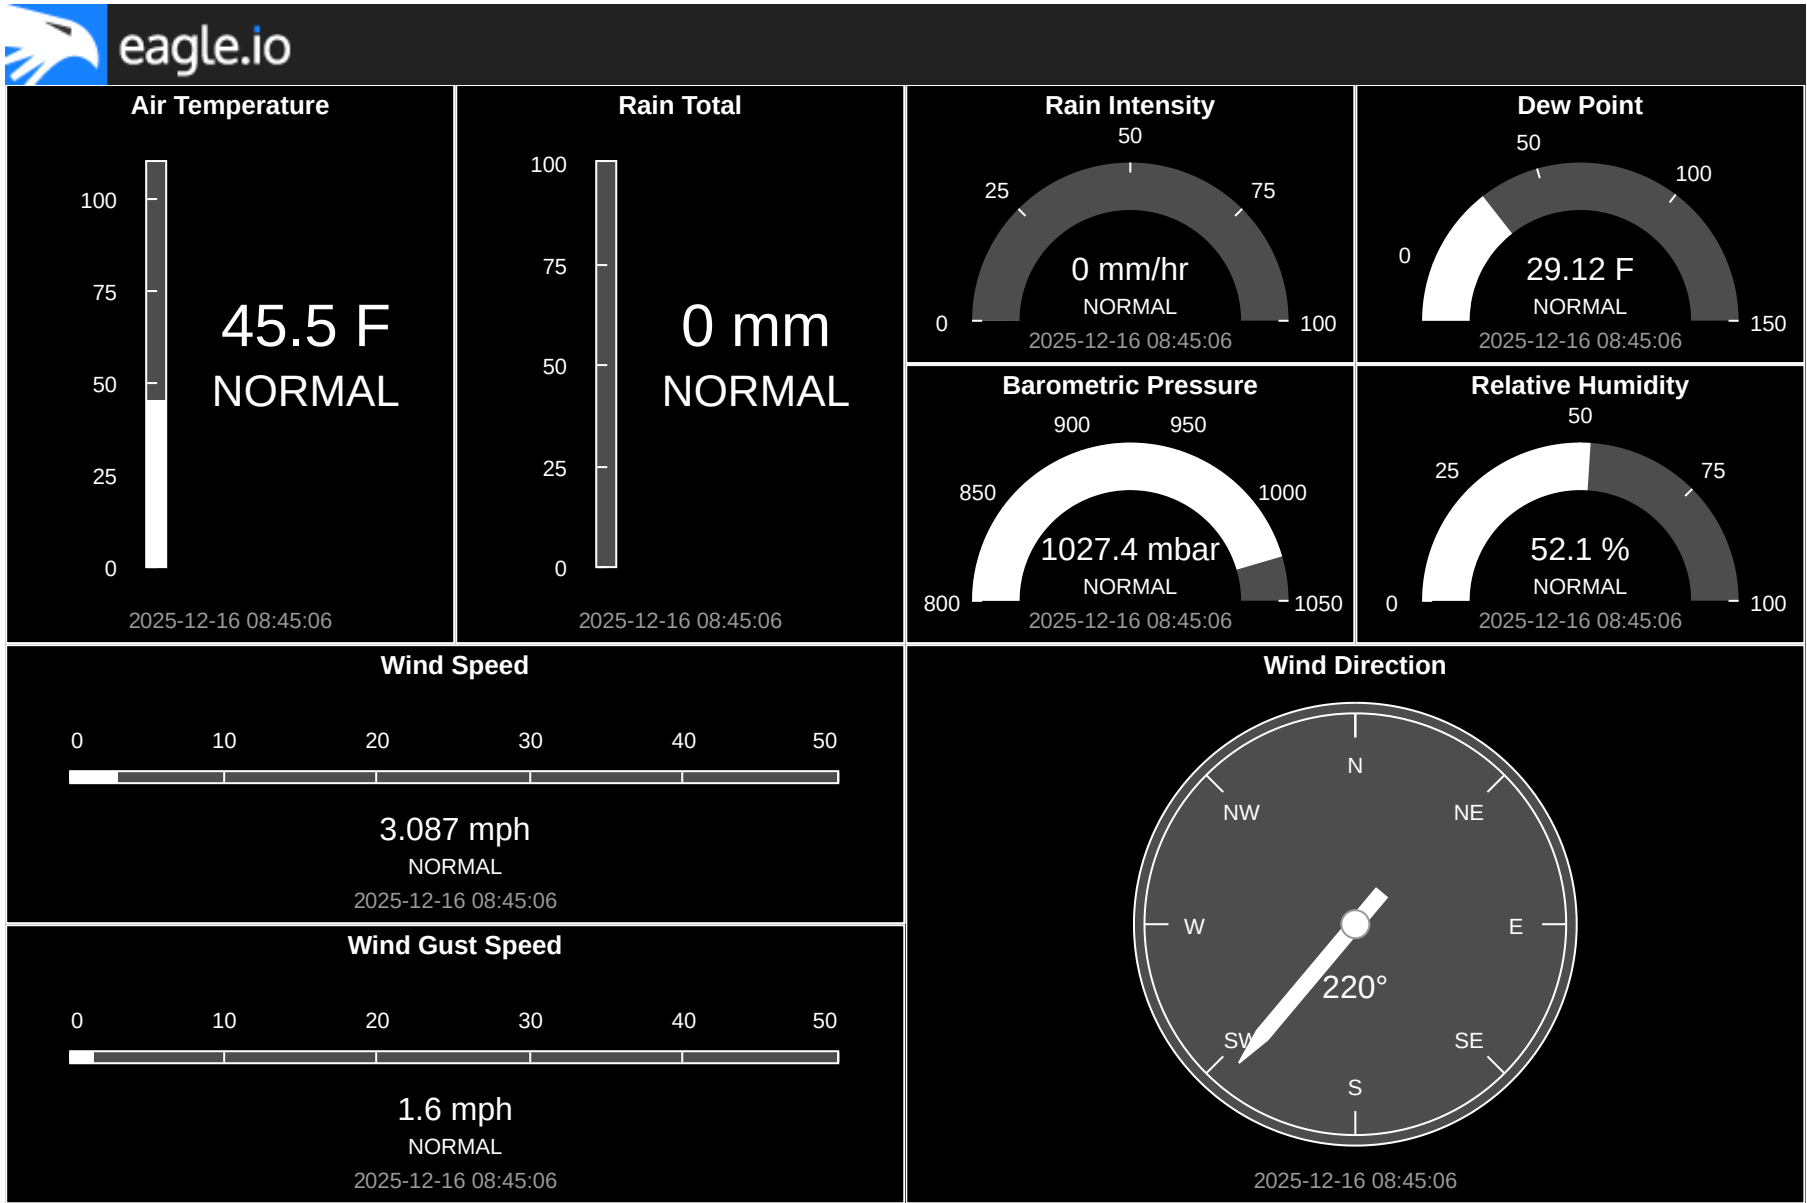 eagle.io
Air Temperature
100
75
50
25
0
45.5 F
NORMAL
2025-12-16 08:45:06
Rain Total
100
75
50
25
0
0 mm
NORMAL
2025-12-16 08:45:06
Rain Intensity
0
25
50
75
100
0 mm/hr
NORMAL
2025-12-16 08:45:06
Dew Point
0
50
100
150
29.12 F
NORMAL
2025-12-16 08:45:06
Barometric Pressure
800
850
900
950
1000
1050
1027.4 mbar
NORMAL
2025-12-16 08:45:06
Relative Humidity
0
25
50
75
100
52.1 %
NORMAL
2025-12-16 08:45:06
Wind Speed
0 10 20 30 40 50
3.087 mph
NORMAL
2025-12-16 08:45:06
Wind Gust Speed
0 10 20 30 40 50
1.6 mph
NORMAL
2025-12-16 08:45:06
Wind Direction
N
NW NE
W E
220°
SW SE
S
2025-12-16 08:45:06